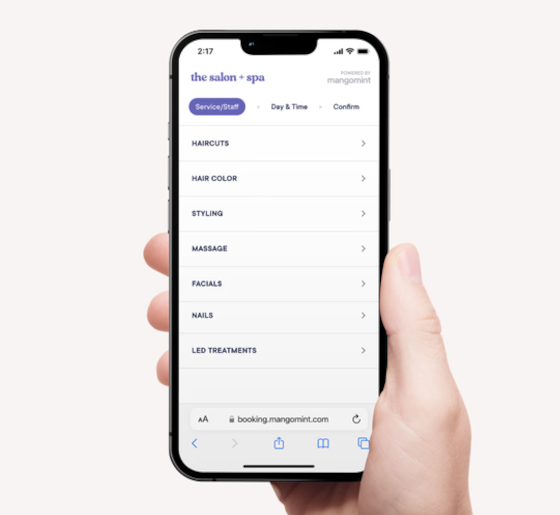 2:17
the salon + spa
POWERED BY
mangomint
Service/Staff > Day & Time > Confirm
HAIRCUTS
HAIR COLOR
STYLING
MASSAGE
FACIALS
NAILS
LED TREATMENTS
AA booking.mangomint.com